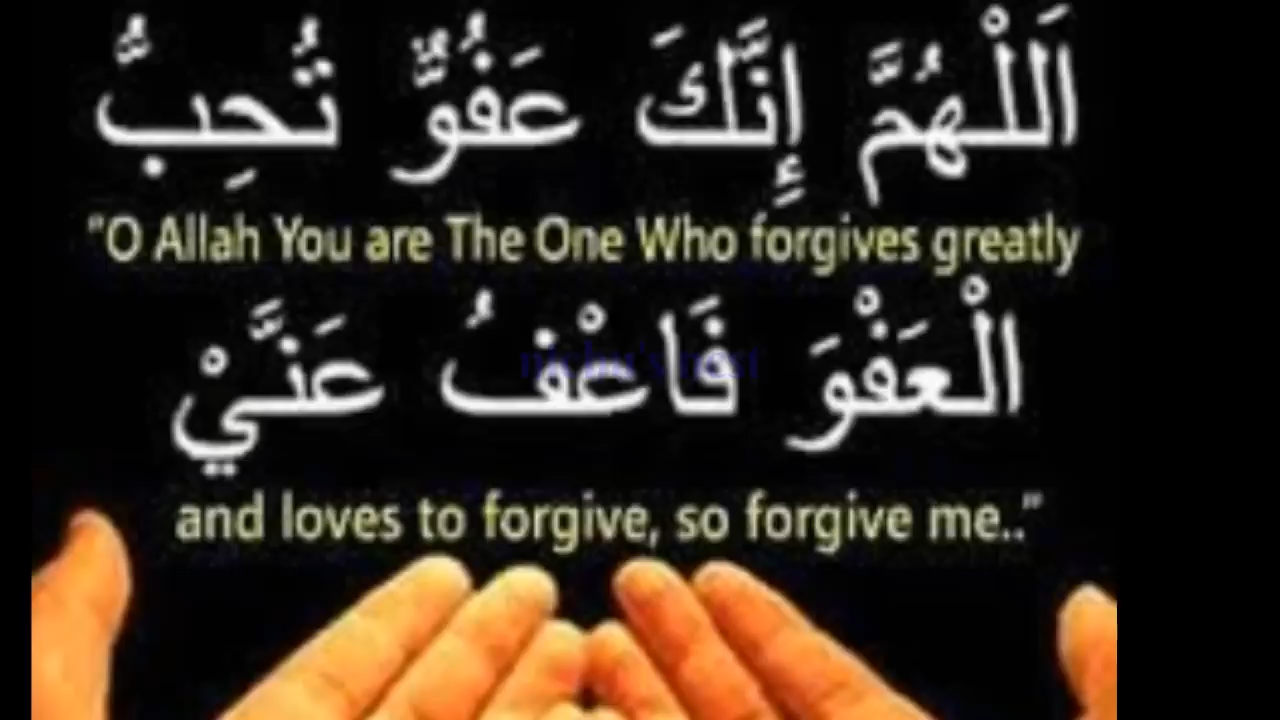 اَللْهُمَّ إِنَّكَ عَفُوٌّ تُحِبُّ
"O Allah You are The One Who forgives greatly
الْعَفْوَ فَاعْفُ عَنَّيْ
and loves to forgive, so forgive me.."